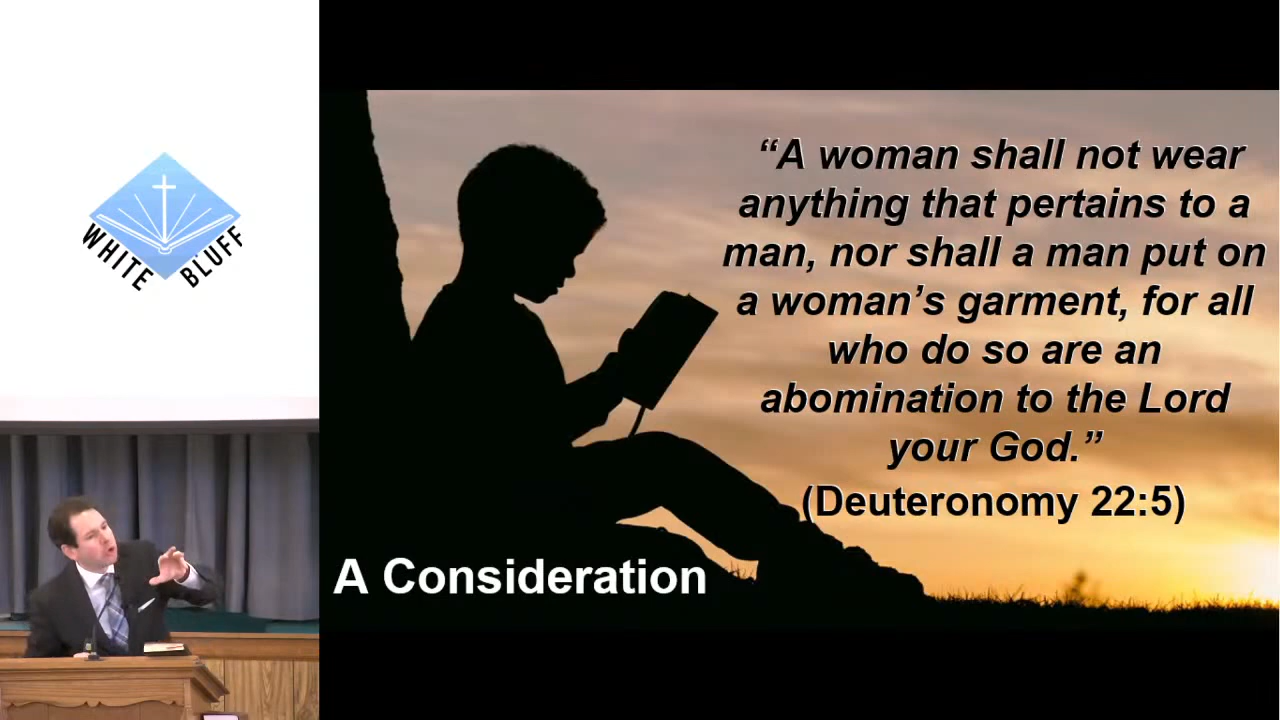 WHITE BLUFF
“A woman shall not wear
anything that pertains to a
man, nor shall a man put on
a woman’s garment, for all
who do so are an
abomination to the Lord
your God.”
(Deuteronomy 22:5)
A Consideration